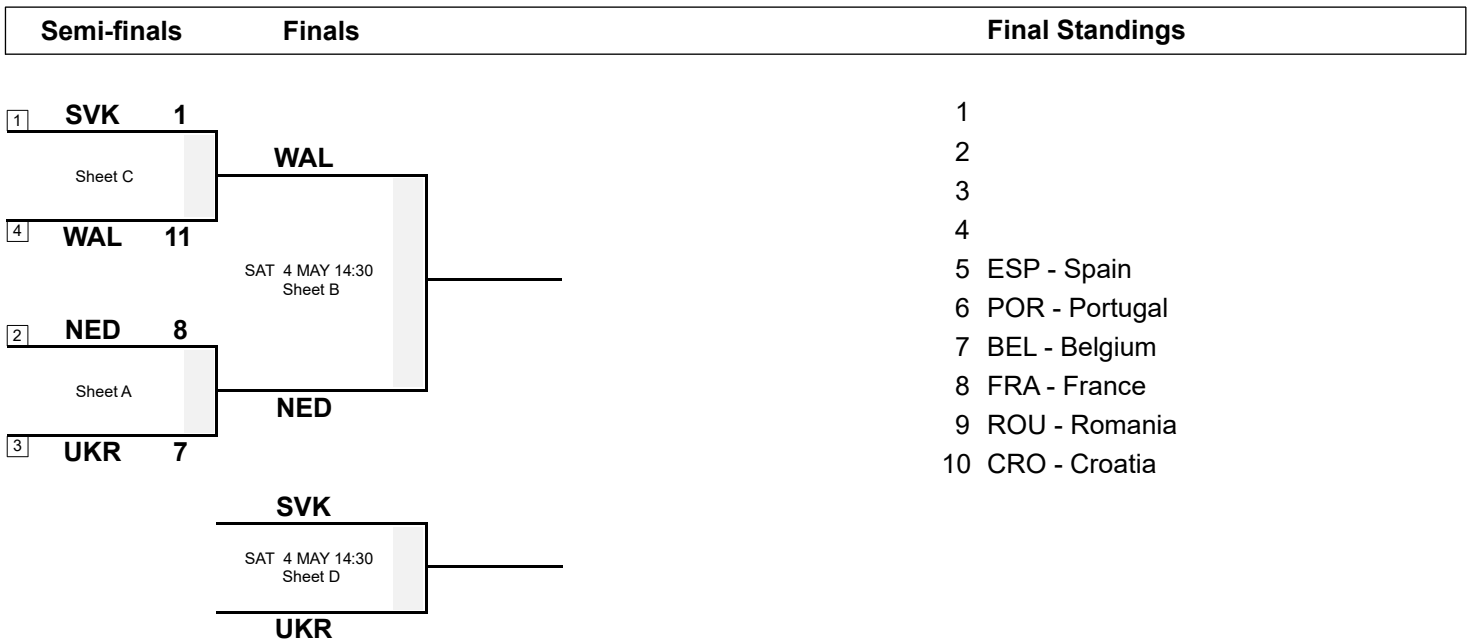 Semi-finals Finals Final Standings
1 SVK 1
Sheet C
4 WAL 11
WAL
SAT 4 MAY 14:30
Sheet B
NED
2 NED 8
Sheet A
3 UKR 7
SVK
SAT 4 MAY 14:30
Sheet D
UKR
1
2
3
4
5 ESP - Spain
6 POR - Portugal
7 BEL - Belgium
8 FRA - France
9 ROU - Romania
10 CRO - Croatia